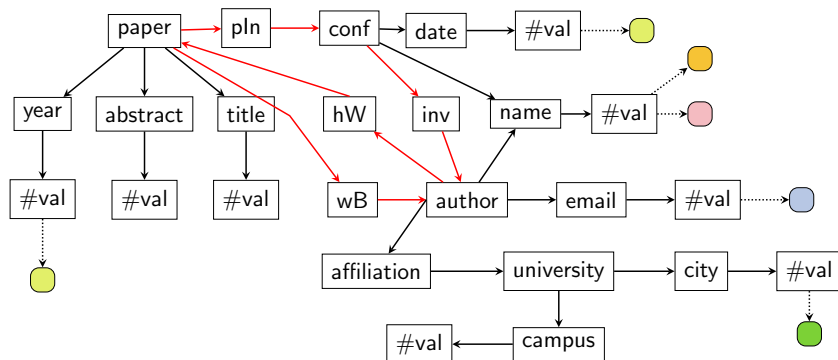 paper
pIn
conf
date
#val
year
abstract
title
hW
inv
name
#val
#val
#val
#val
wB
author
email
#val
affiliation
university
city
#val
#val
campus